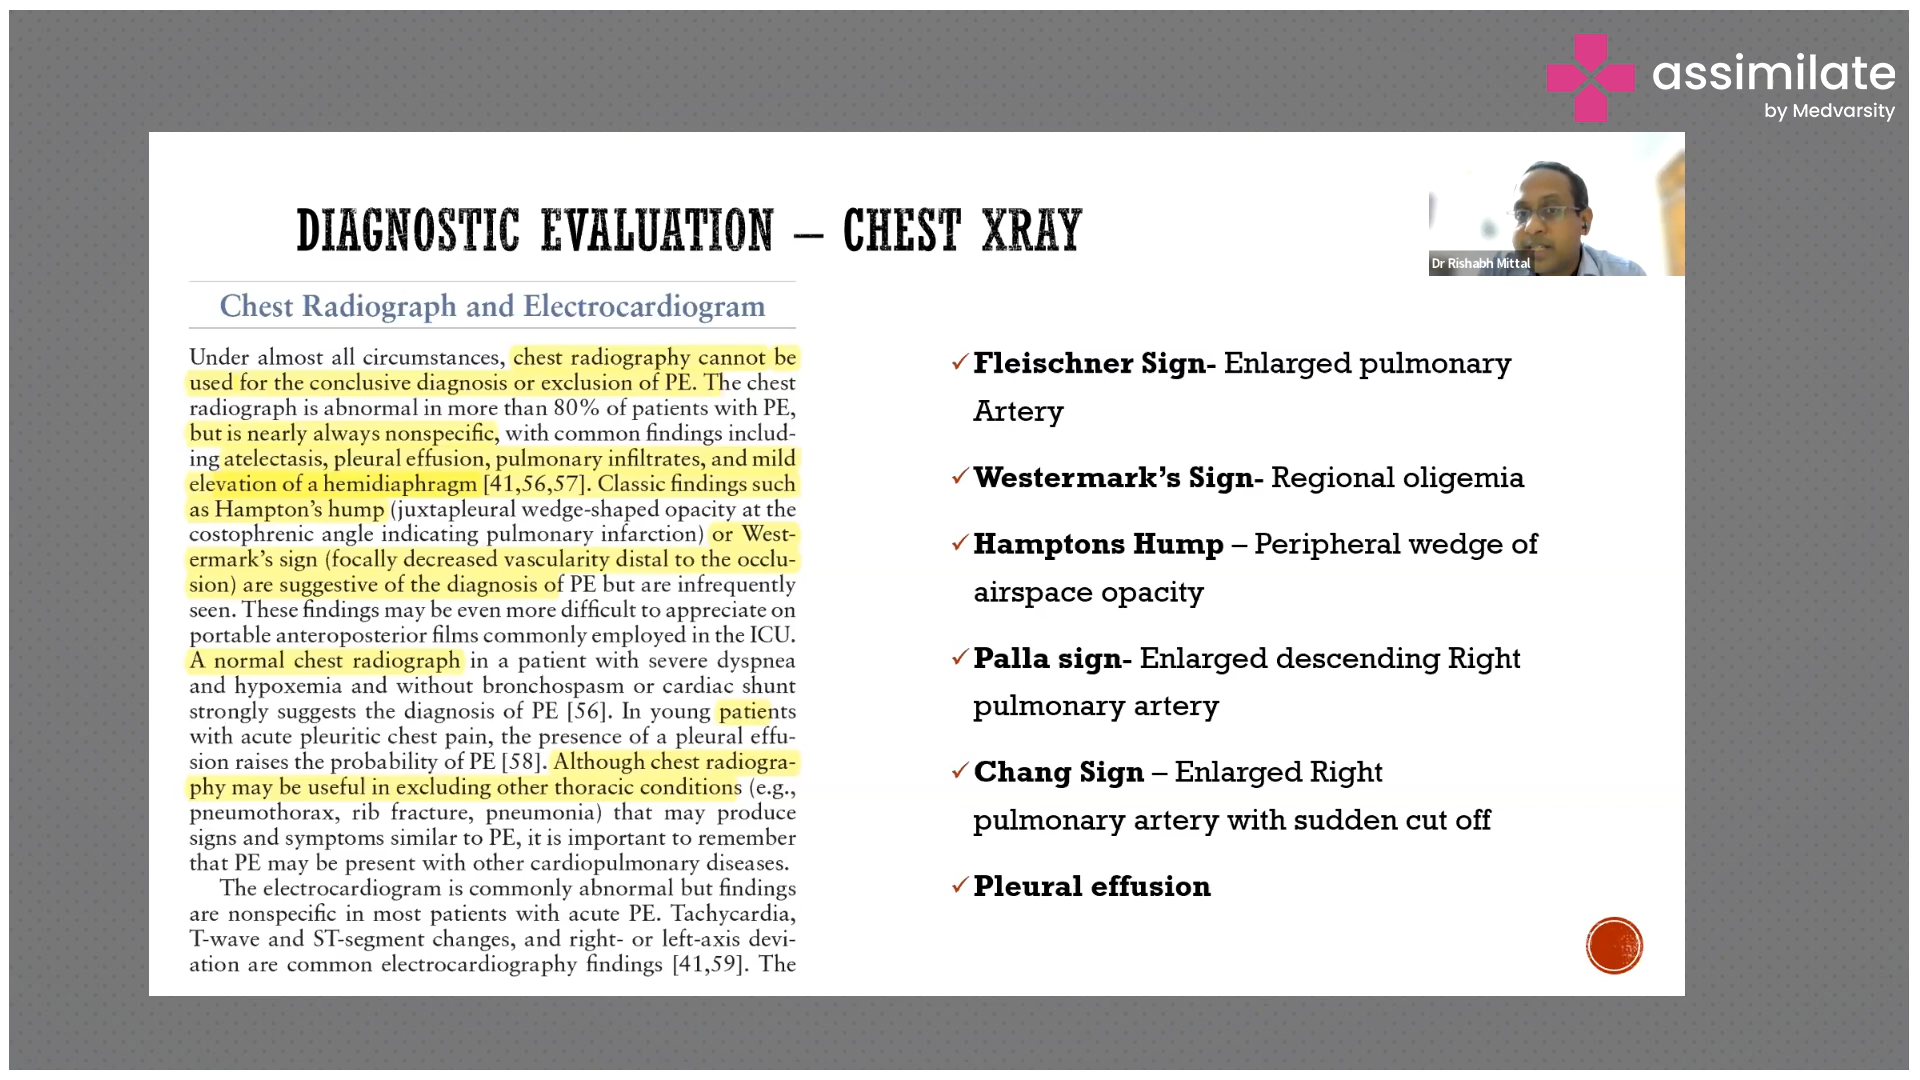 assimilate
by Medvarsity
DIAGNOSTIC EVALUATION – CHEST XRAY
Dr Rishabh Mittal
Chest Radiograph and Electrocardiogram
Under almost all circumstances, chest radiography cannot be
used for the conclusive diagnosis or exclusion of PE. The chest
radiograph is abnormal in more than 80% of patients with PE,
but is nearly always nonspecific, with common findings includ-
ing atelectasis, pleural effusion, pulmonary infiltrates, and mild
elevation of a hemidiaphragm [41,56,57]. Classic findings such
as Hampton's hump (juxtapleural wedge-shaped opacity at the
costophrenic angle indicating pulmonary infarction) or West-
ermark's sign (focally decreased vascularity distal to the occlu-
sion) are suggestive of the diagnosis of PE but are infrequently
seen. These findings may be even more difficult to appreciate on
portable anteroposterior films commonly employed in the ICU.
A normal chest radiograph in a patient with severe dyspnea
and hypoxemia and without bronchospasm or cardiac shunt
strongly suggests the diagnosis of PE [56]. In young patients
with acute pleuritic chest pain, the presence of a pleural effu-
sion raises the probability of PE [58]. Although chest radiogra-
phy may be useful in excluding other thoracic conditions (e.g.,
pneumothorax, rib fracture, pneumonia) that may produce
signs and symptoms similar to PE, it is important to remember
that PE may be present with other cardiopulmonary diseases.
The electrocardiogram is commonly abnormal but findings
are nonspecific in most patients with acute PE. Tachycardia,
T-wave and ST-segment changes, and right- or left-axis devi-
ation are common electrocardiography findings [41,59]. The
✓Fleischner Sign- Enlarged pulmonary
Artery
✓Westermark's Sign- Regional oligemia
✓Hamptons Hump – Peripheral wedge of
airspace opacity
✓Palla sign- Enlarged descending Right
pulmonary artery
✓Chang Sign – Enlarged Right
pulmonary artery with sudden cut off
✓Pleural effusion